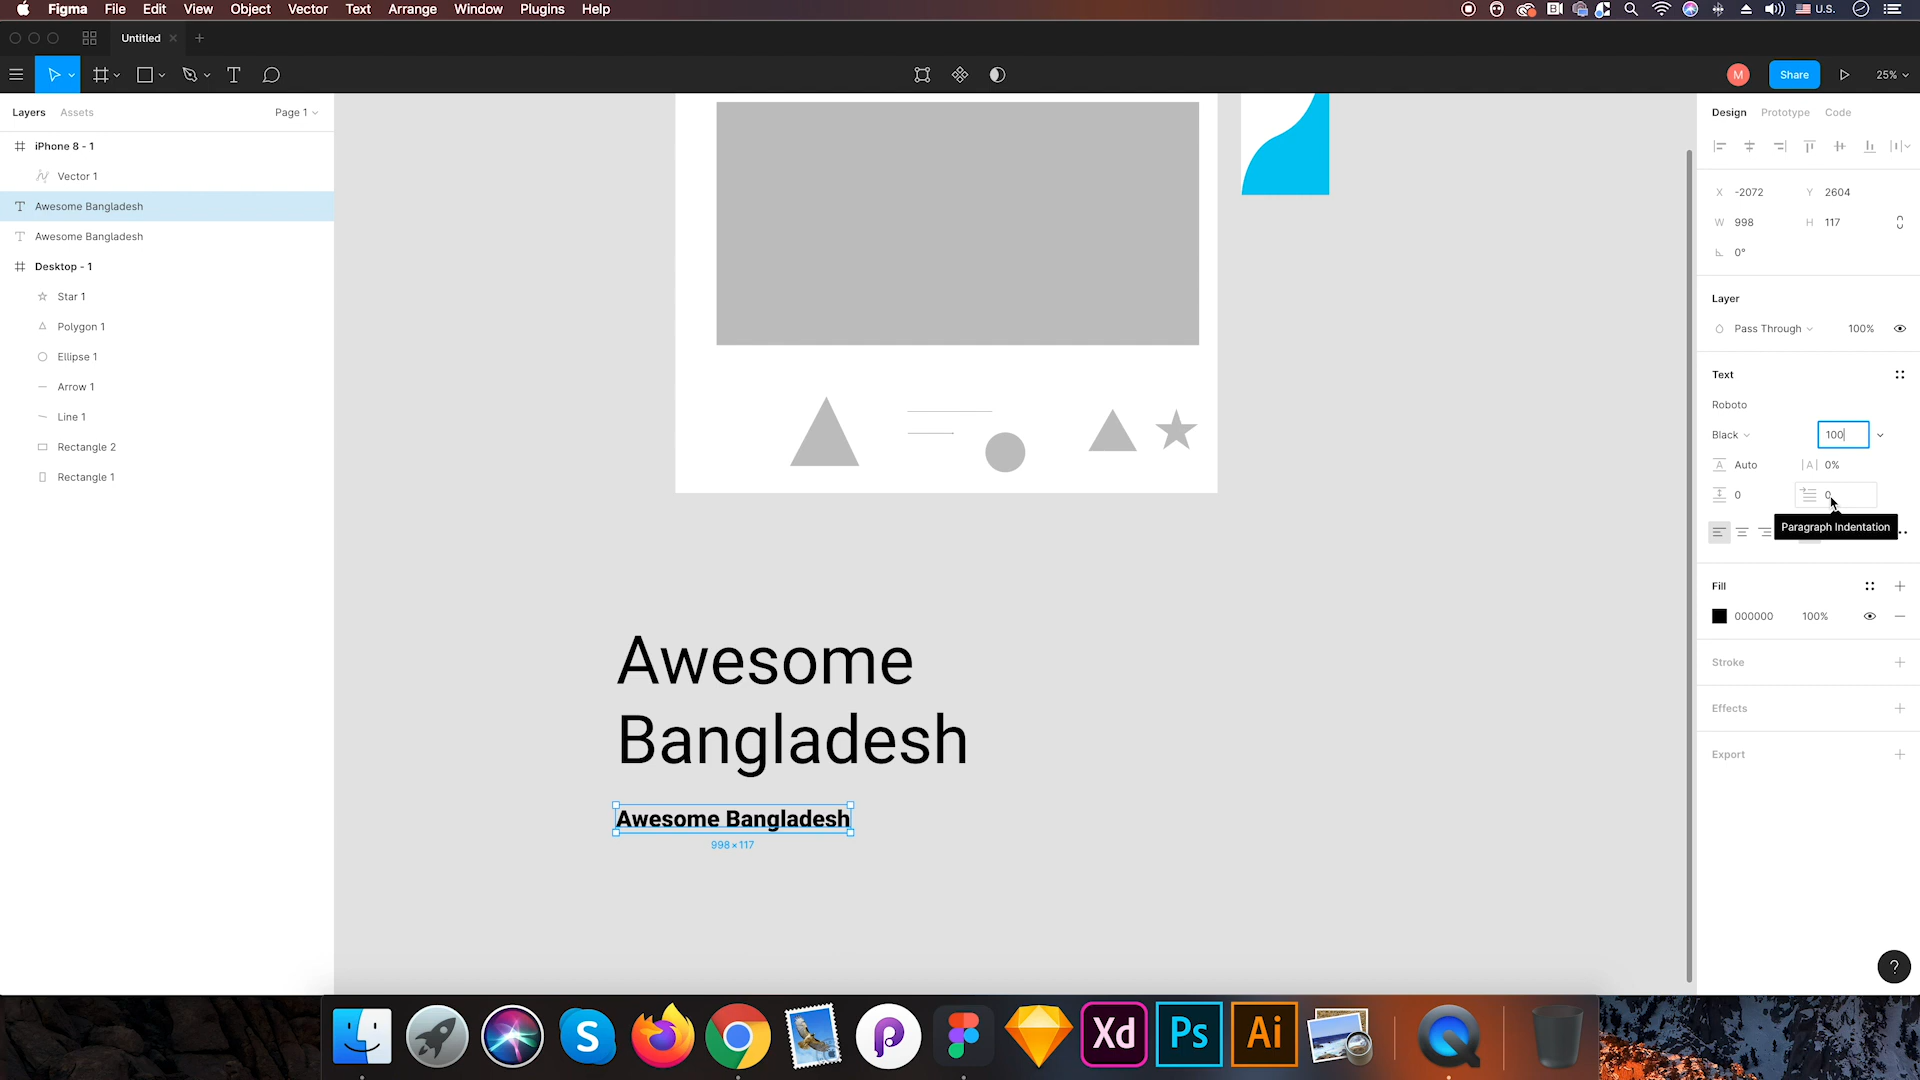 Figma File Edit View Object Vector Text Arrange Window Plugins Help U.S.
Untitled
M Share 25%
Layers Assets Page 1
iPhone 8 - 1
Vector 1
Awesome Bangladesh
Awesome Bangladesh
Desktop - 1
Star 1
Polygon 1
Ellipse 1
Arrow 1
Line 1
Rectangle 2
Rectangle 1
Awesome
Bangladesh
Awesome Bangladesh
998 × 117
Design Prototype Code
X -2072 Y 2604
W 998 H 117
0°
Layer
Pass Through 100%
Text
Roboto
Black 100
A Auto |A| 0%
0 0
Paragraph Indentation
Fill
000000 100%
Stroke
Effects
Export
?
S P Xd Ps Ai